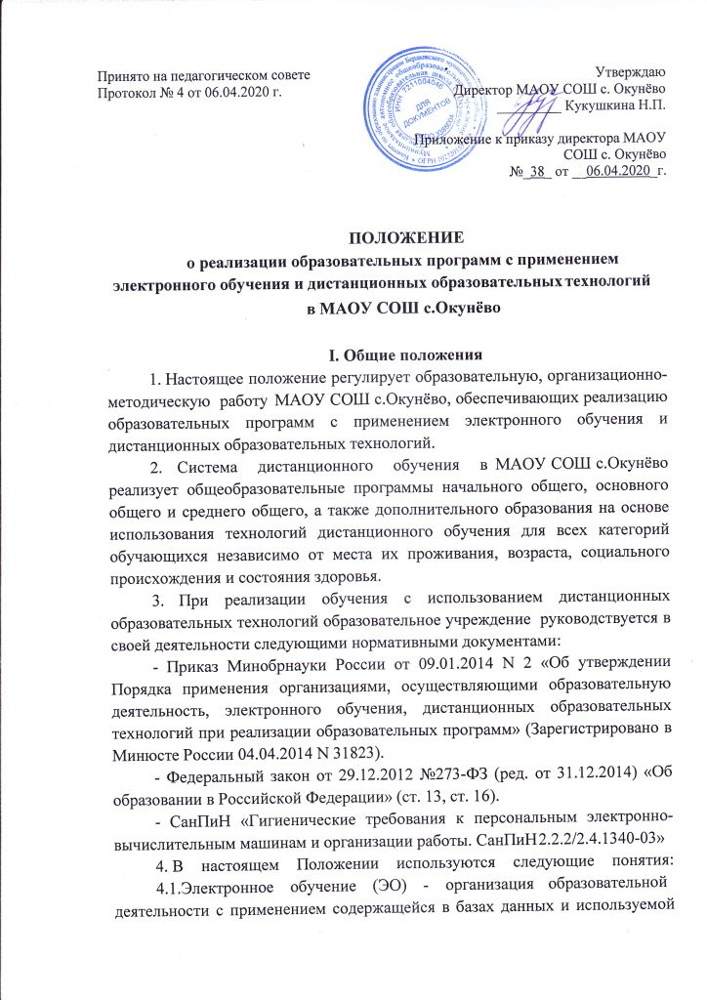 Принято на педагогическом совете
Протокол № 4 от 06.04.2020 г.
Утверждаю
Директор МАОУ СОШ с. Окунёво
_________ Кукушкина Н.П.
Приложение к приказу директора МАОУ
СОШ с. Окунёво
№_38_ от __06.04.2020_г.
ИНН 7211004046
ДЛЯ
ДОКУМЕНТОВ
ПОЛОЖЕНИЕ
о реализации образовательных программ с применением
электронного обучения и дистанционных образовательных технологий
в МАОУ СОШ с.Окунёво
I. Общие положения
1. Настоящее положение регулирует образовательную, организационно-
методическую работу МАОУ СОШ с.Окунёво, обеспечивающих реализацию
образовательных программ с применением электронного обучения и
дистанционных образовательных технологий.
2. Система дистанционного обучения в МАОУ СОШ с.Окунёво
реализует общеобразовательные программы начального общего, основного
общего и среднего общего, а также дополнительного образования на основе
использования технологий дистанционного обучения для всех категорий
обучающихся независимо от места их проживания, возраста, социального
происхождения и состояния здоровья.
3. При реализации обучения с использованием дистанционных
образовательных технологий образовательное учреждение руководствуется в
своей деятельности следующими нормативными документами:
- Приказ Минобрнауки России от 09.01.2014 N 2 «Об утверждении
Порядка применения организациями, осуществляющими образовательную
деятельность, электронного обучения, дистанционных образовательных
технологий при реализации образовательных программ» (Зарегистрировано в
Минюсте России 04.04.2014 N 31823).
- Федеральный закон от 29.12.2012 №273-ФЗ (ред. от 31.12.2014) «Об
образовании в Российской Федерации» (ст. 13, ст. 16).
- СанПиН «Гигиенические требования к персональным электронно-
вычислительным машинам и организации работы. СанПиН2.2.2/2.4.1340-03»
4. В настоящем Положении используются следующие понятия:
4.1.Электронное обучение (ЭО) - организация образовательной
деятельности с применением содержащейся в базах данных и используемой